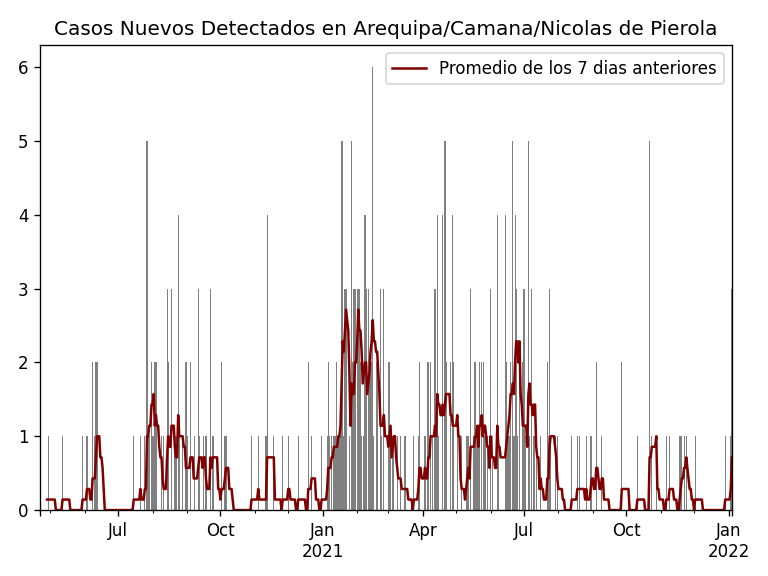 Casos Nuevos Detectados en Arequipa/Camana/Nicolas de Pierola
Promedio de los 7 dias anteriores
6
5
4
3
2
1
0
Jul Oct Jan Apr Jul Oct Jan
2021 2022